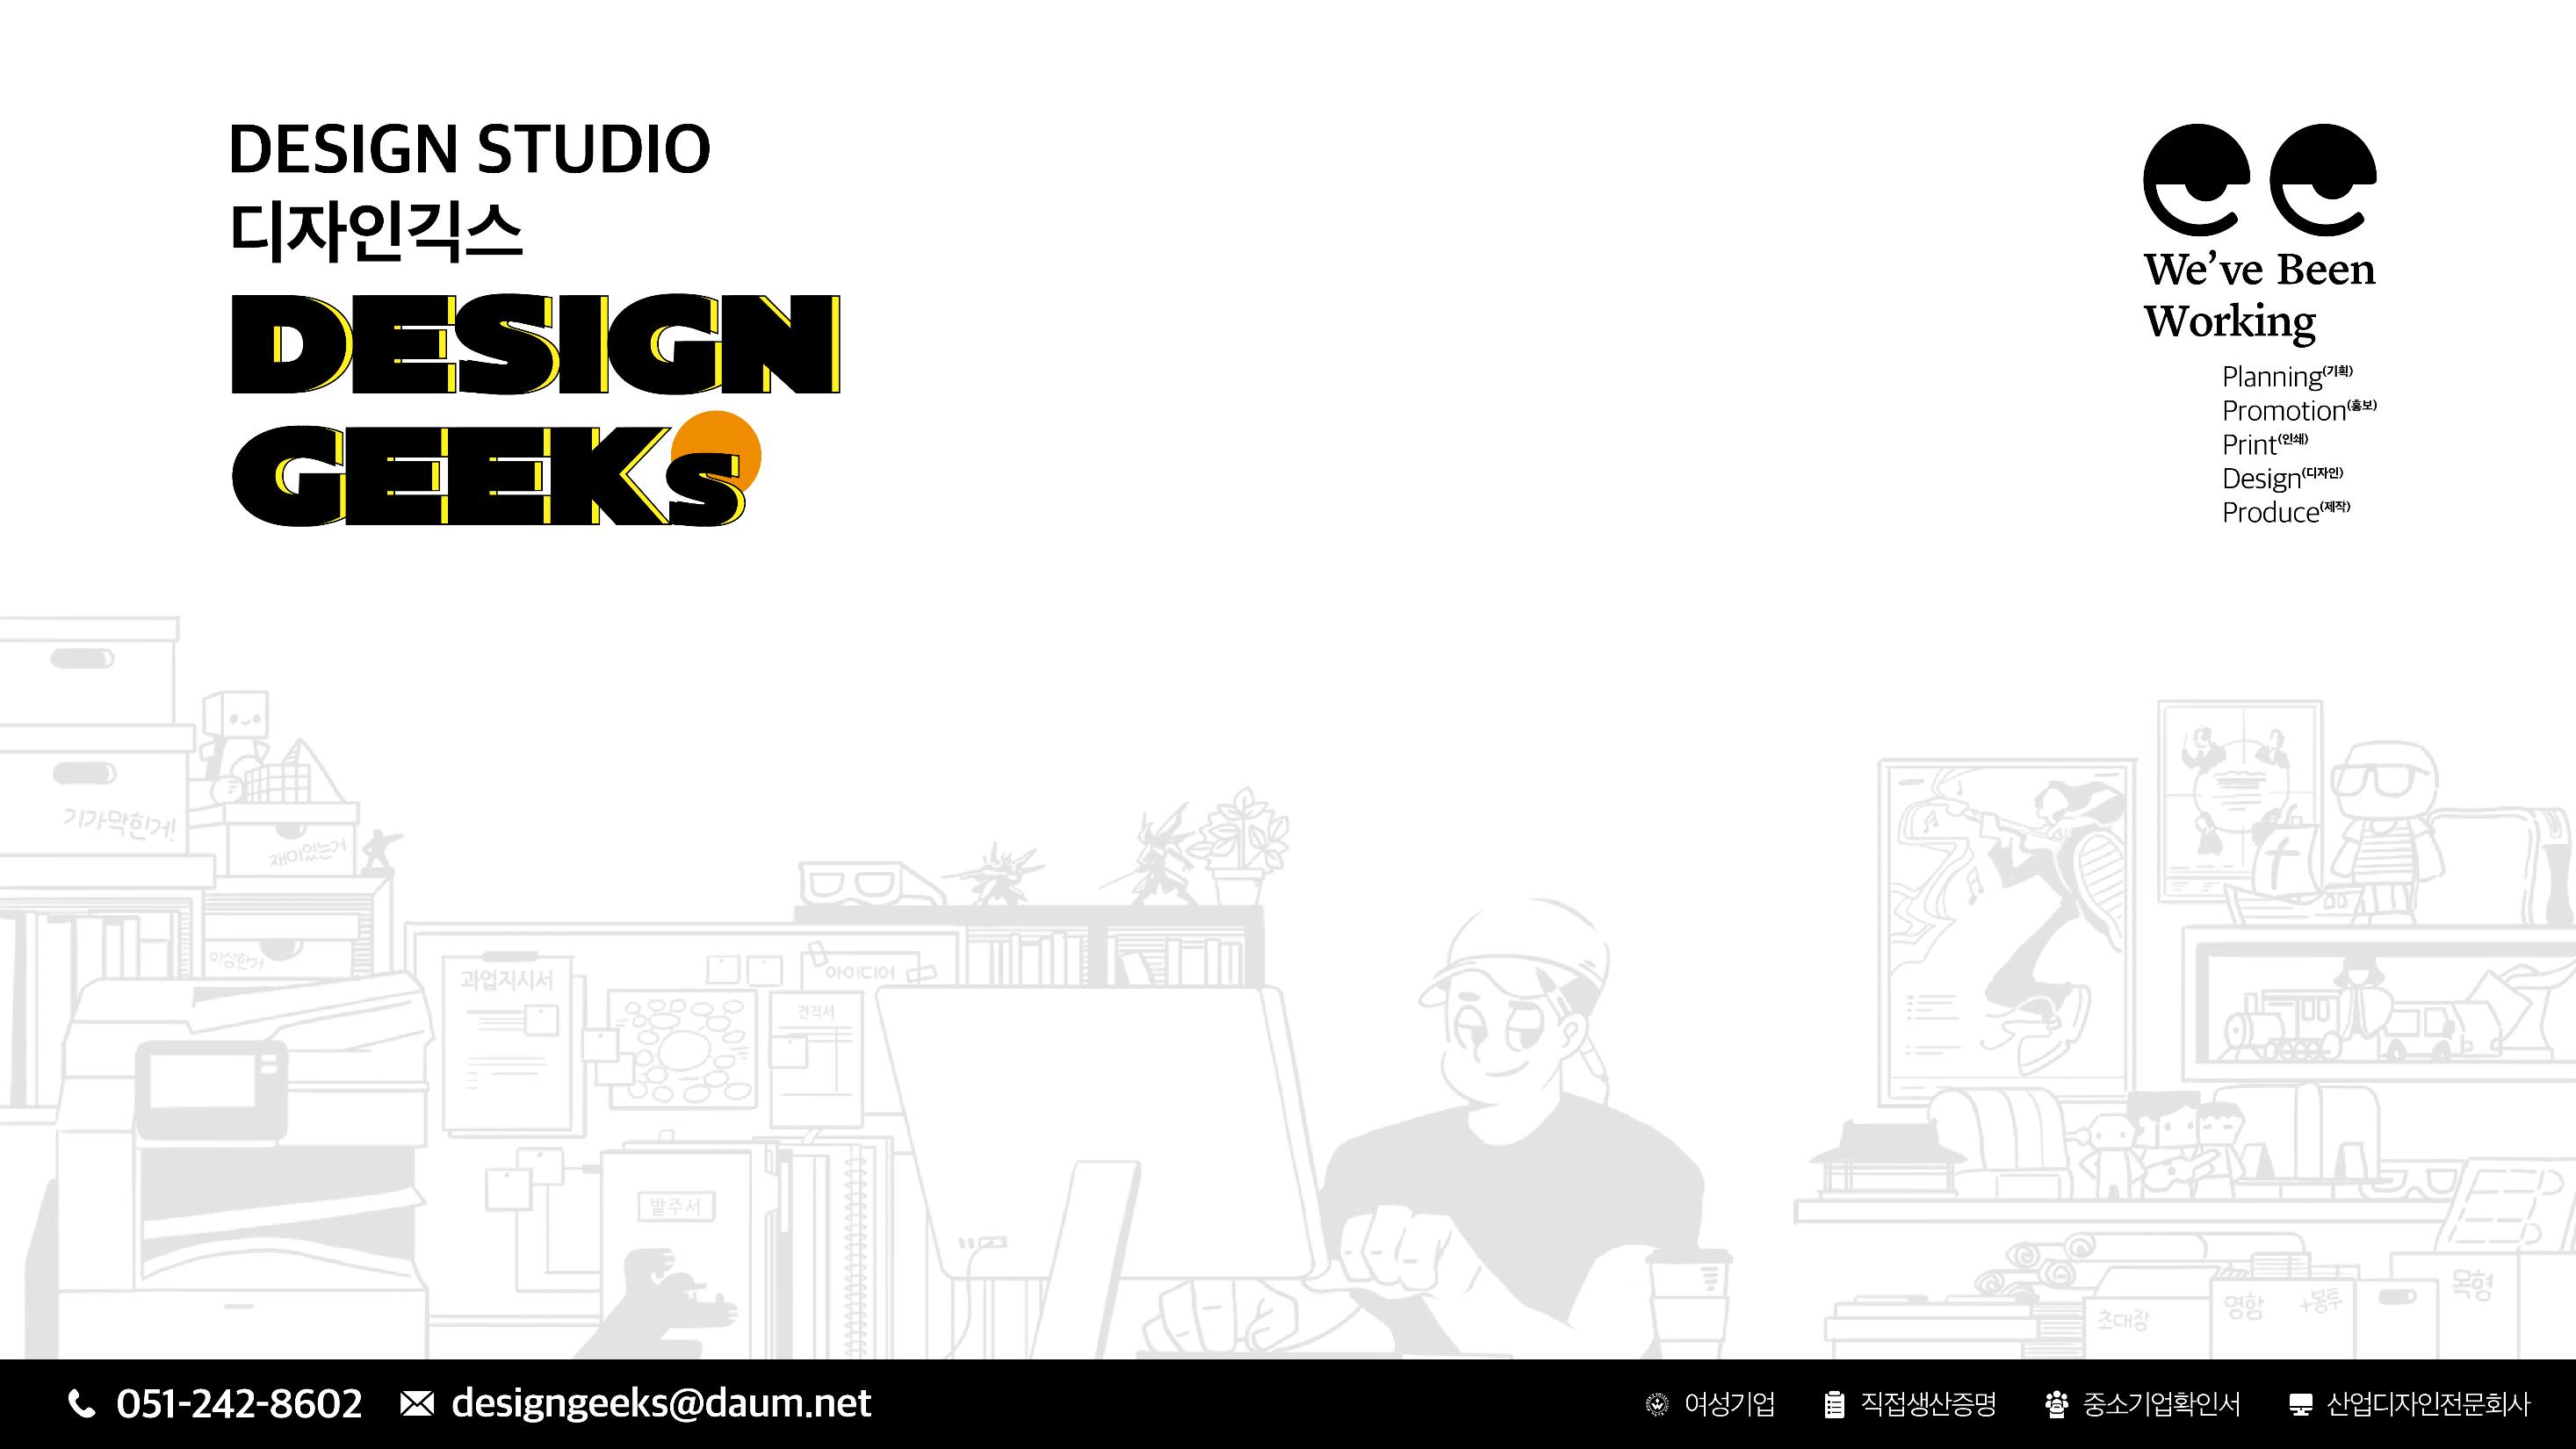 DESIGN STUDIO
디자인긱스
DESIGN
GEEKs
We've Been
Working
Planning(기획)
Promotion(홍보)
Print(인쇄)
Design(디자인)
Produce(제작)
기가막힌거!
재미있는거
이상한거
과업지시서
아이디어
견적서
발주서
초대장
명함
+봉투
목형
051-242-8602
designgeeks@daum.net
여성기업
직접생산증명
중소기업확인서
산업디자인전문회사